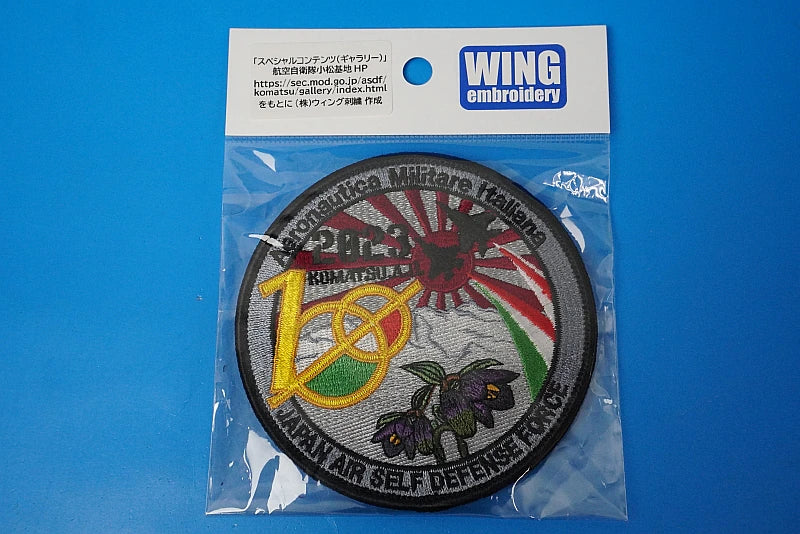 「スペシャルコンテンツ(ギャラリー)」
航空自衛隊小松基地 HP
https://sec.mod.go.jp/asdf/
komatsu/gallery/index.html
をもとに (株)ウィング刺繍 作成
WING
embroidery
Aeronautica Militare Italiana
2023
KOMATSU A.B
100
JAPAN AIR SELF DEFENSE FORCE